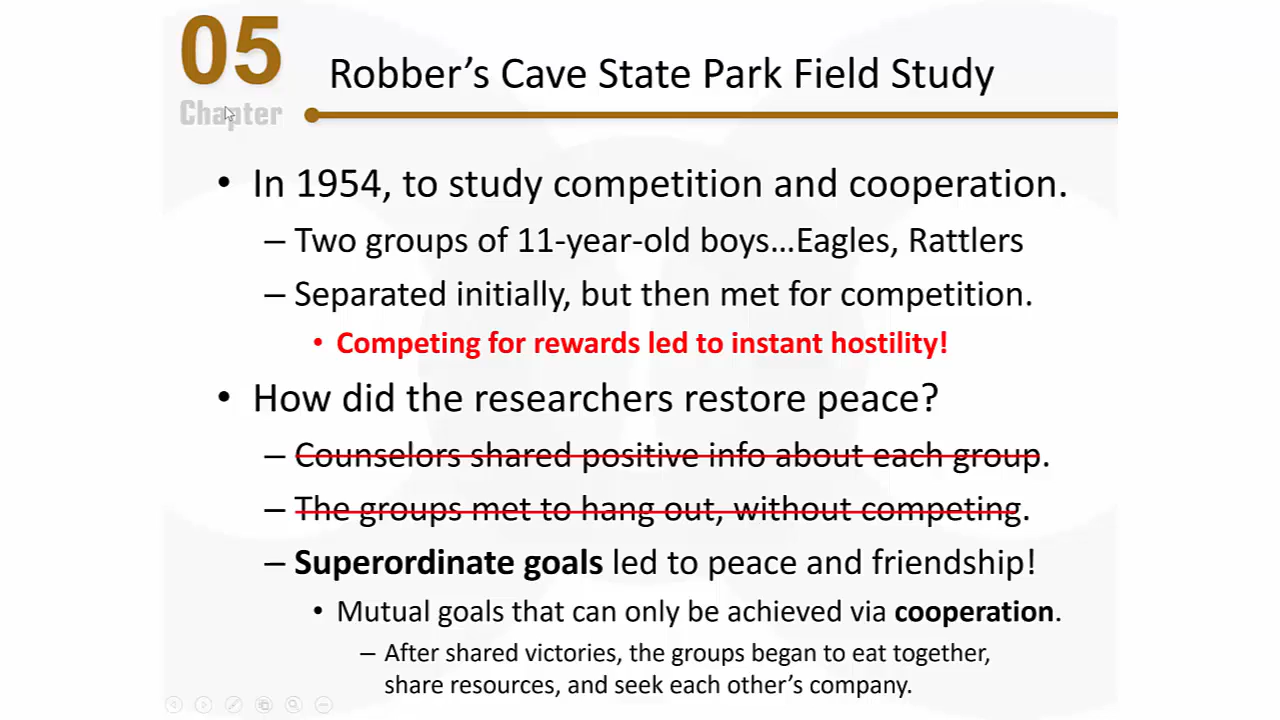 05
Chapter
Robber's Cave State Park Field Study
• In 1954, to study competition and cooperation.
– Two groups of 11-year-old boys...Eagles, Rattlers
– Separated initially, but then met for competition.
• Competing for rewards led to instant hostility!
• How did the researchers restore peace?
– Counselors shared positive info about each group.
– The groups met to hang out, without competing.
– Superordinate goals led to peace and friendship!
• Mutual goals that can only be achieved via cooperation.
– After shared victories, the groups began to eat together,
share resources, and seek each other's company.